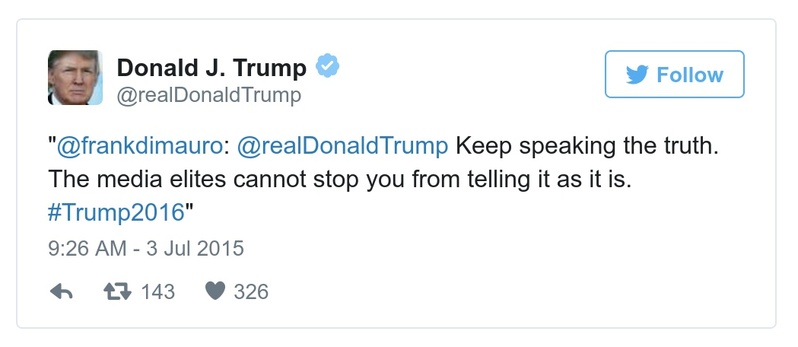 Donald J. Trump
@realDonaldTrump
Follow
"@frankdimauro: @realDonaldTrump Keep speaking the truth.
The media elites cannot stop you from telling it as it is.
#Trump2016"
9:26 AM - 3 Jul 2015
143 326